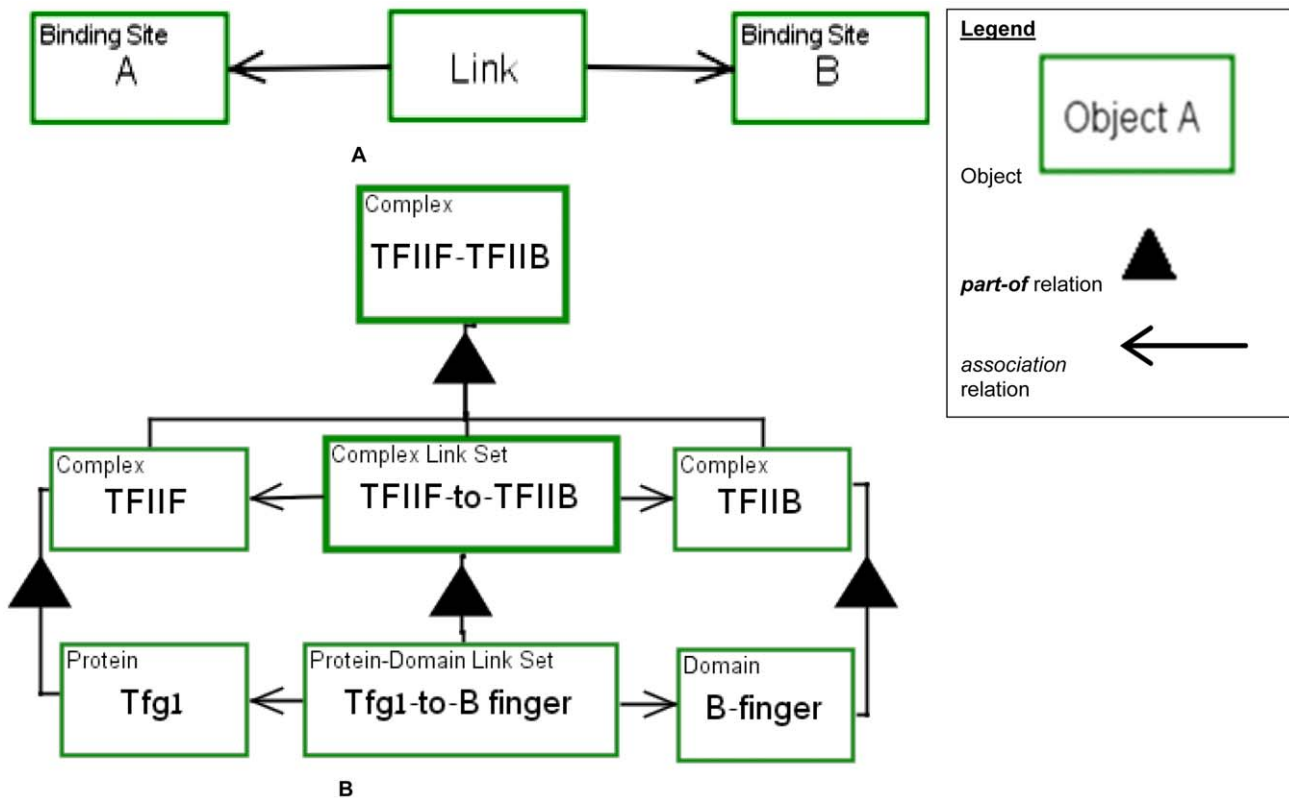 Binding Site
A
Link
Binding Site
B
A
Complex
TFIIF-TFIIB
Complex
TFIIF
Complex Link Set
TFIIF-to-TFIIB
Complex
TFIIB
Protein
Tfg1
Protein-Domain Link Set
Tfg1-to-B finger
Domain
B-finger
B
Legend
Object A
Object
part-of relation
association
relation